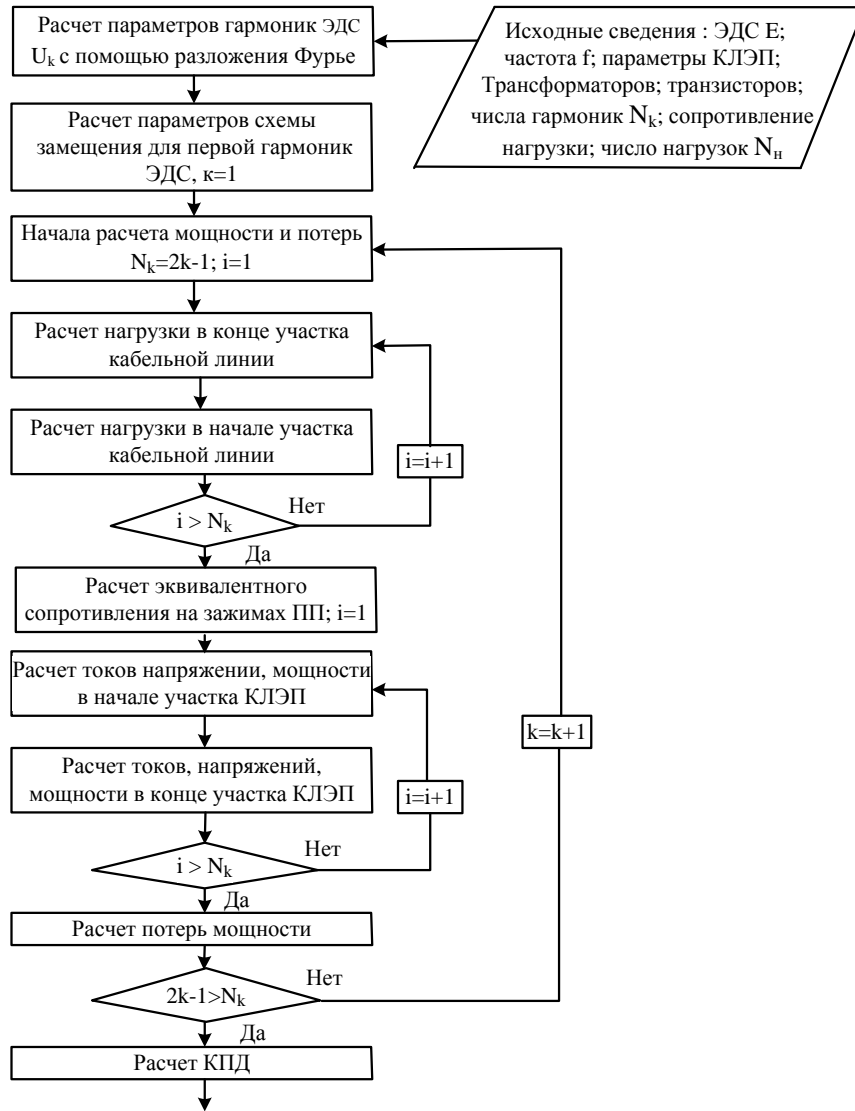 Расчет параметров гармоник ЭДС
U_k с помощью разложения Фурье
Исходные сведения : ЭДС E;
частота f; параметры КЛЭП;
Трансформаторов; транзисторов;
числа гармоник N_k; сопротивление
нагрузки; число нагрузок N_н
Расчет параметров схемы
замещения для первой гармоник
ЭДС, к=1
Начала расчета мощности и потерь
N_k=2k-1; i=1
Расчет нагрузки в конце участка
кабельной линии
Расчет нагрузки в начале участка
кабельной линии
i=i+1
i > N_k
Нет
Да
Расчет эквивалентного
сопротивления на зажимах ПП; i=1
Расчет токов напряжении, мощности
в начале участка КЛЭП
k=k+1
Расчет токов, напряжений,
мощности в конце участка КЛЭП
i=i+1
i > N_k
Нет
Да
Расчет потерь мощности
2k-1>N_k
Нет
Да
Расчет КПД